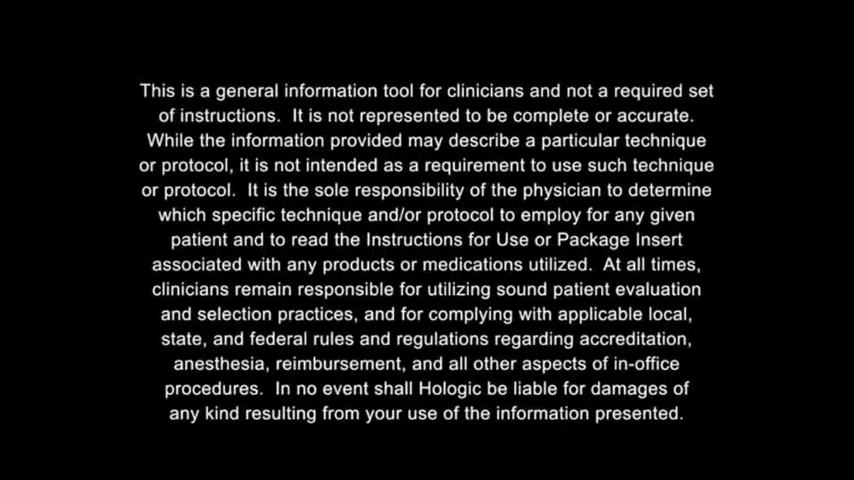 This is a general information tool for clinicians and not a required set
of instructions.  It is not represented to be complete or accurate.
While the information provided may describe a particular technique
or protocol, it is not intended as a requirement to use such technique
or protocol.  It is the sole responsibility of the physician to determine
which specific technique and/or protocol to employ for any given
patient and to read the Instructions for Use or Package Insert
associated with any products or medications utilized.  At all times,
clinicians remain responsible for utilizing sound patient evaluation
and selection practices, and for complying with applicable local,
state, and federal rules and regulations regarding accreditation,
anesthesia, reimbursement, and all other aspects of in-office
procedures.  In no event shall Hologic be liable for damages of
any kind resulting from your use of the information presented.